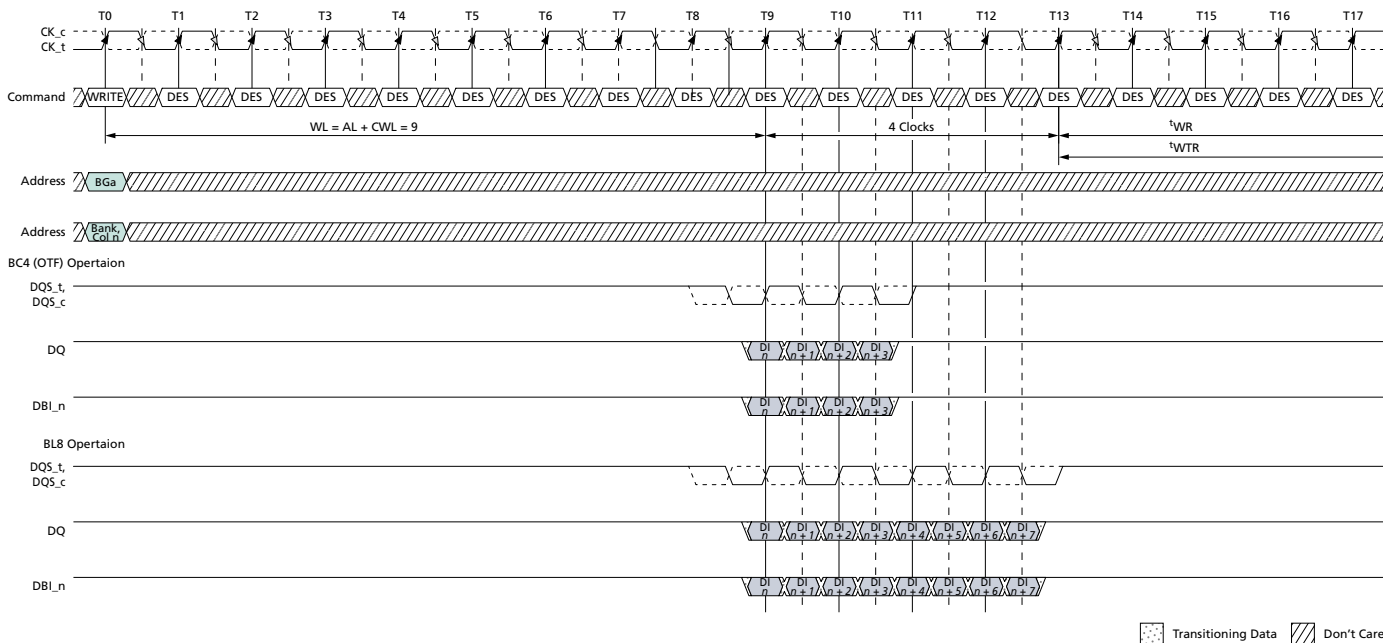 T0 T1 T2 T3 T4 T5 T6 T7 T8 T9 T10 T11 T12 T13 T14 T15 T16 T17
CK_c
CK_t
Command WRITE DES DES DES DES DES DES DES DES DES DES DES DES DES DES DES DES DES
WL = AL + CWL = 9 4 Clocks tWR
tWTR
Address BGa
Address Bank, Col n
BC4 (OTF) Opertaion
DQS_t,
DQS_c
DQ DI n DI n + 1 DI n + 2 DI n + 3
DBI_n DI n DI n + 1 DI n + 2 DI n + 3
BL8 Opertaion
DQS_t,
DQS_c
DQ DI n DI n + 1 DI n + 2 DI n + 3 DI n + 4 DI n + 5 DI n + 6 DI n + 7
DBI_n DI n DI n + 1 DI n + 2 DI n + 3 DI n + 4 DI n + 5 DI n + 6 DI n + 7
Transitioning Data Don't Care